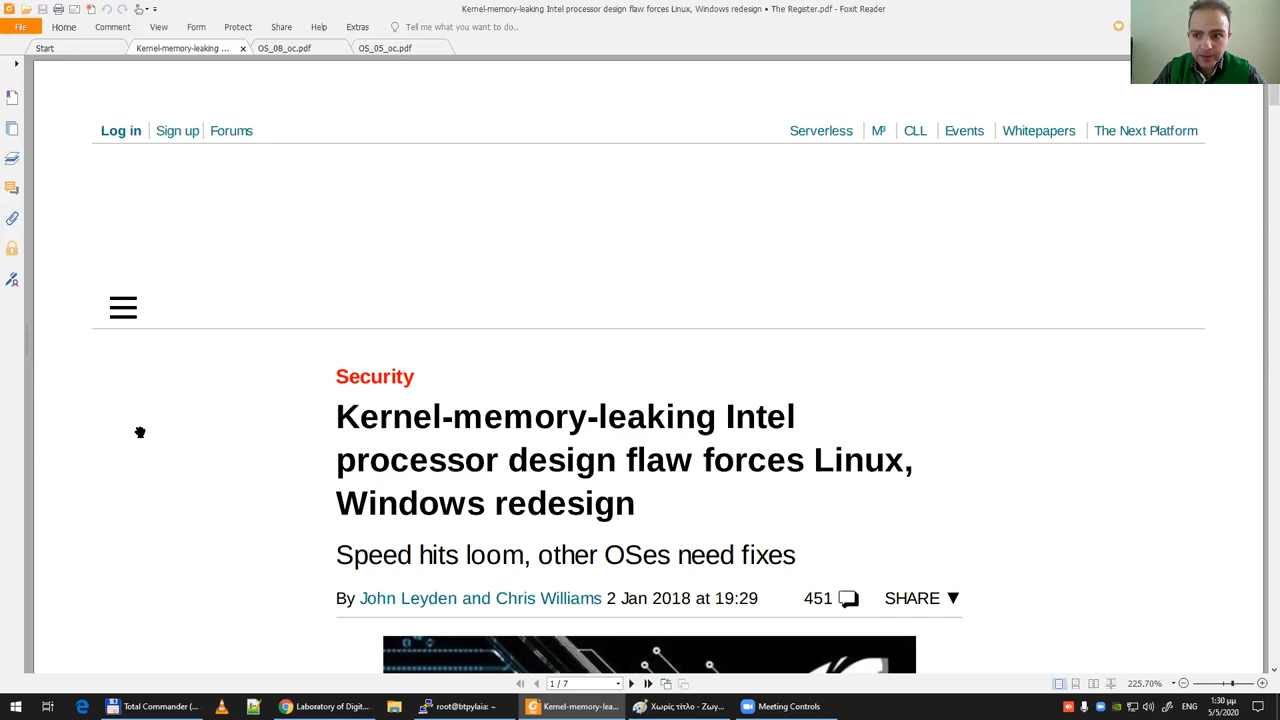 Kernel-memory-leaking Intel processor design flaw forces Linux, Windows redesign • The Register.pdf - Foxit Reader
File Home Comment View Form Protect Share Help Extras Tell me what you want to do..
Start Kernel-memory-leaking ... OS_08_oc.pdf OS_05_oc.pdf
Log in Sign up Forums Serverless M³ CLL Events Whitepapers The Next Platform
Security
Kernel-memory-leaking Intel
processor design flaw forces Linux,
Windows redesign
Speed hits loom, other OSes need fixes
By John Leyden and Chris Williams 2 Jan 2018 at 19:29 451 SHARE ▼
1 / 7 225.70%
Total Commander (... Laboratory of Digit... root@btpylaia: ~ Kernel-memory-lea... Χωρίς τίτλο - Ζωγ... Meeting Controls ENG 1:30 μμ
5/5/2020